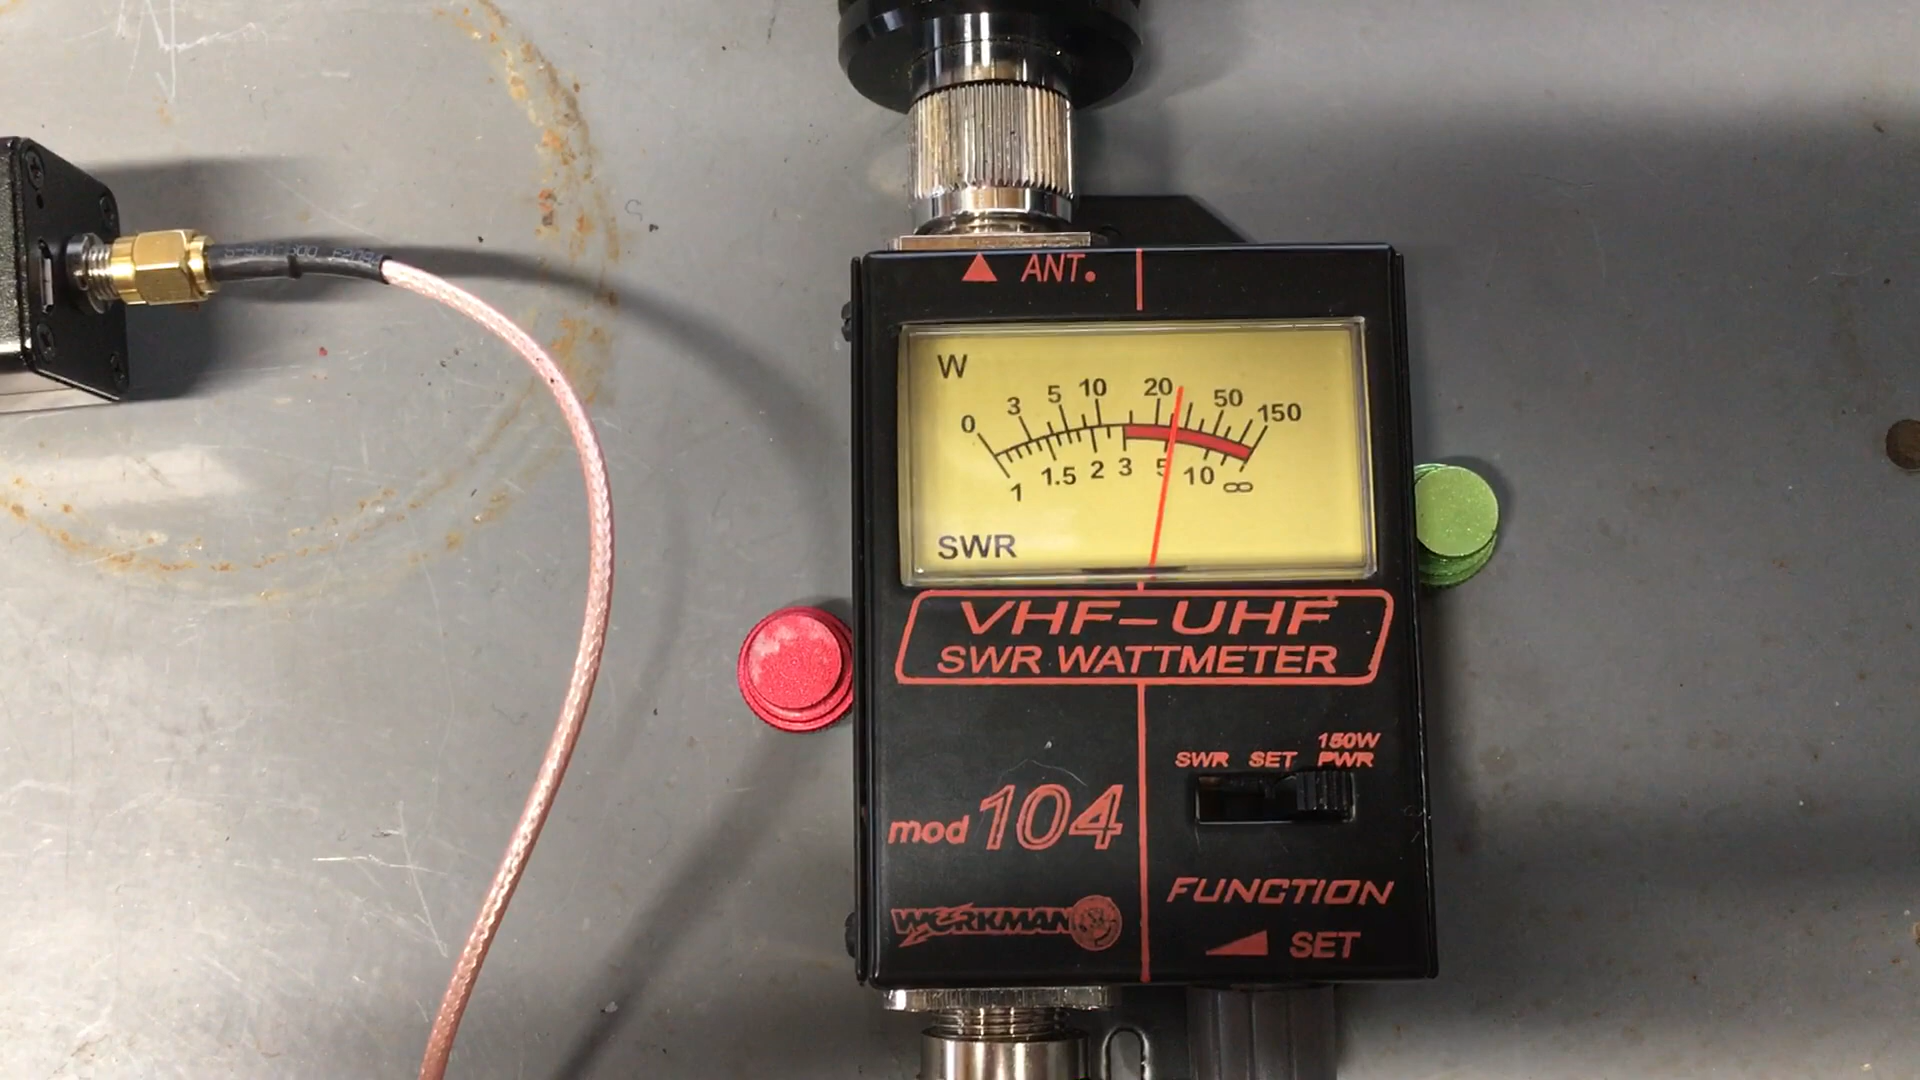 ANT.
W
0 3 5 10 20 50 150
1 1.5 2 3 5 10 ∞
SWR
VHF-UHF
SWR WATTMETER
SWR SET 150W PWR
mod 104
FUNCTION
WORKMAN
SET